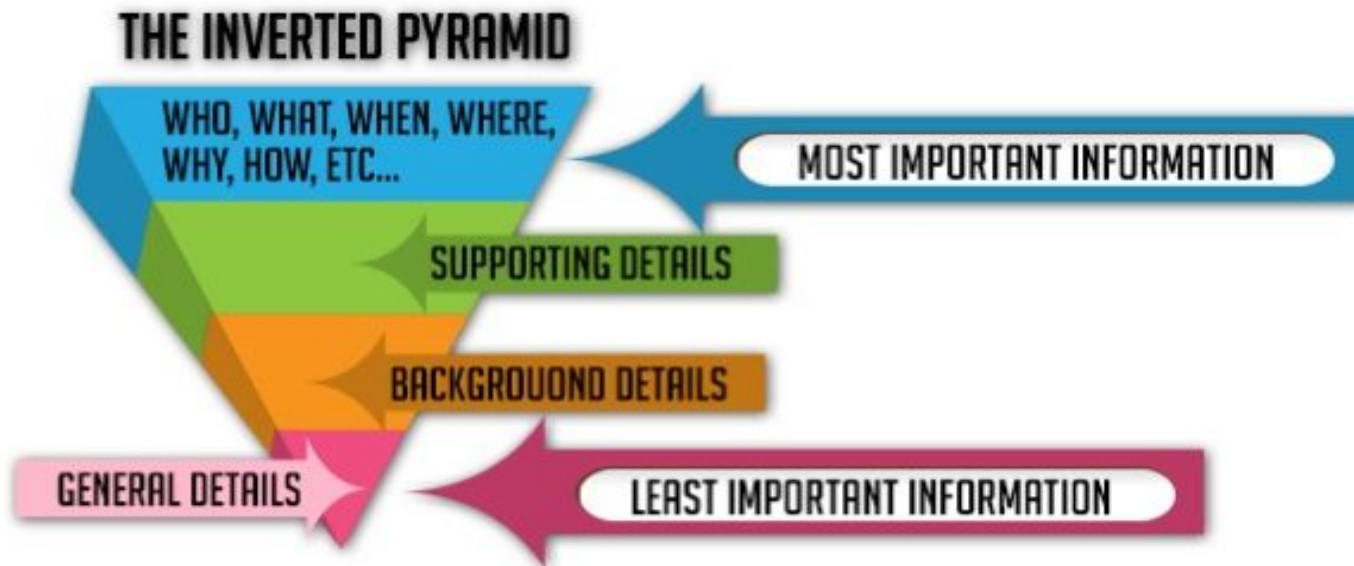 THE INVERTED PYRAMID
WHO, WHAT, WHEN, WHERE,
WHY, HOW, ETC...
MOST IMPORTANT INFORMATION
SUPPORTING DETAILS
BACKGROUOND DETAILS
GENERAL DETAILS
LEAST IMPORTANT INFORMATION